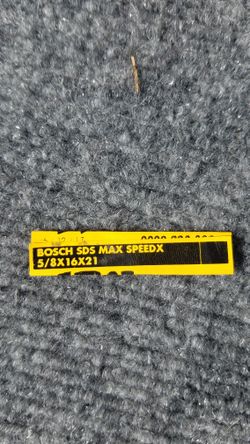 BOSCH SDS MAX SPEEDX
5/8X16X21